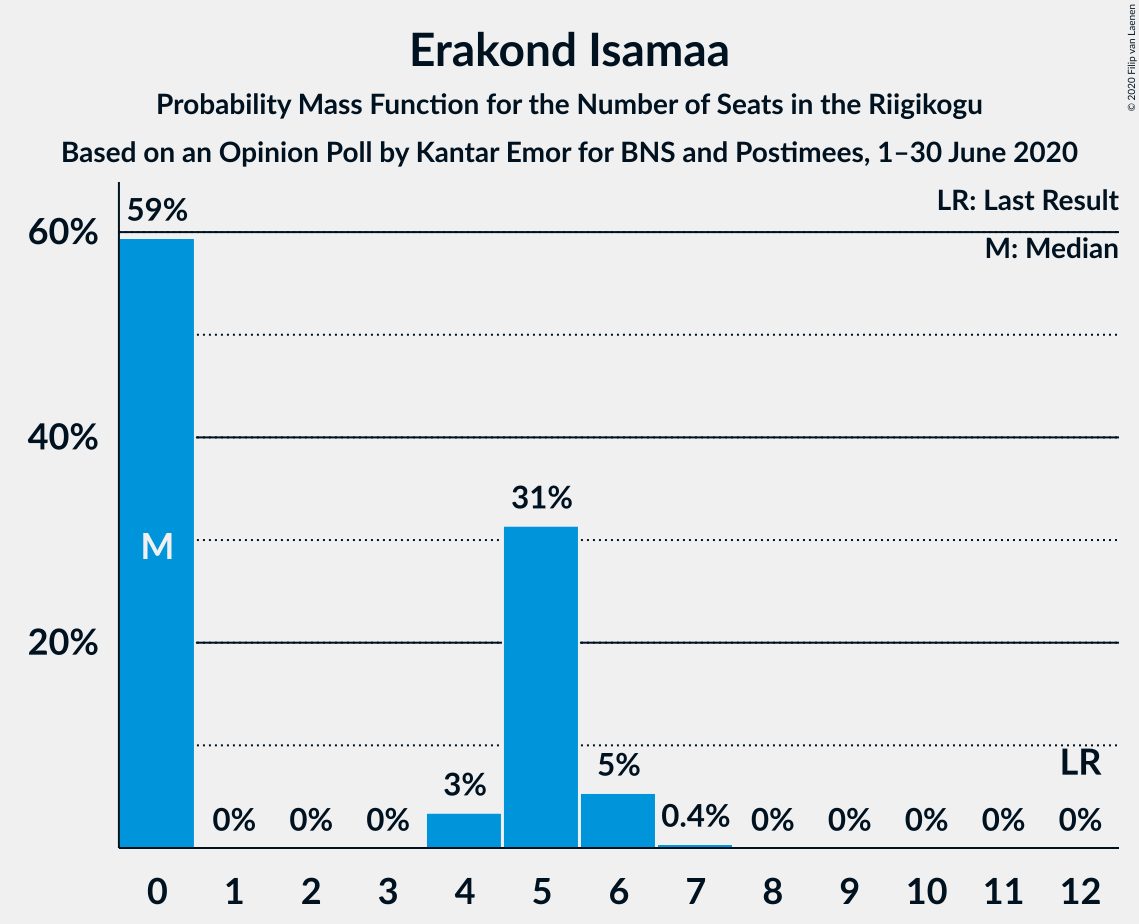 Erakond Isamaa
Probability Mass Function for the Number of Seats in the Riigikogu
Based on an Opinion Poll by Kantar Emor for BNS and Postimees, 1–30 June 2020
© 2020 Filip van Laenen
LR: Last Result
M: Median
60%
40%
20%
59%
0%
0%
0%
3%
31%
5%
0.4%
0%
0%
0%
0%
0%
M
LR
0 1 2 3 4 5 6 7 8 9 10 11 12